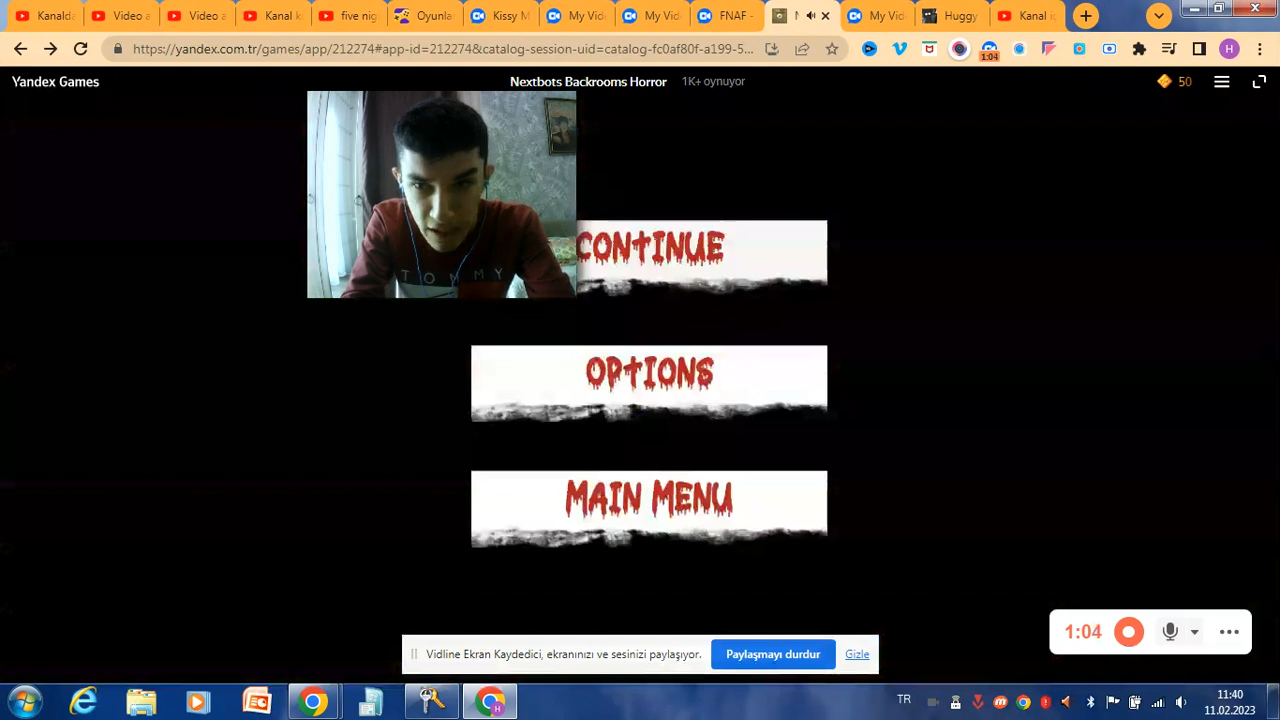 Kanald
Video a
Video a
Kanal k
five nig
Oyunla
Kissy M
My Vid
My Vid
FNAF -
N
My Vid
Huggy
Kanal iç
https://yandex.com.tr/games/app/212274#app-id=212274&catalog-session-uid=catalog-fc0af80f-a199-5...
1:04
H
Yandex Games
Nextbots Backrooms Horror
1K+ oynuyor
50
CONTINUE
TOMMY
OPTIONS
MAIN MENU
1:04
Vidline Ekran Kaydedici, ekranınızı ve sesinizi paylaşıyor.
Paylaşmayı durdur
Gizle
TR
11:40
11.02.2023